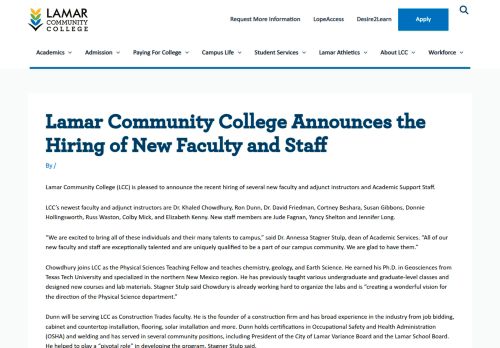 LAMAR
COMMUNITY
COLLEGE
Request More Information LopeAccess Desire2Learn Apply
Academics Admission Paying For College Campus Life Student Services Lamar Athletics About LCC Workforce
Lamar Community College Announces the
Hiring of New Faculty and Staff
By /
Lamar Community College (LCC) is pleased to announce the recent hiring of several new faculty and adjunct instructors and Academic Support Staff.
LCC's newest faculty and adjunct instructors are Dr. Khaled Chowdhury, Ron Dunn, Dr. David Friedman, Cortney Beshara, Susan Gibbons, Donnie
Hollingsworth, Russ Waston, Colby Mick, and Elizabeth Kenny. New staff members are Jude Fagnan, Yancy Shelton and Jennifer Long.
"We are excited to bring all of these individuals and their many talents to campus," said Dr. Annessa Stagner Stulp, dean of Academic Services. "All of our
new faculty and staff are exceptionally talented and are uniquely qualified to be a part of our campus community. We are glad to have them."
Chowdhury joins LCC as the Physical Sciences Teaching Fellow and teaches chemistry, geology, and Earth Science. He earned his Ph.D. in Geosciences from
Texas Tech University and specialized in the northern New Mexico region. He has previously taught various undergraduate and graduate-level classes and
designed new courses and lab materials. Stagner Stulp said Chowdury is already working hard to organize the labs and is "creating a wonderful vision for
the direction of the Physical Science department."
Dunn will be serving LCC as Construction Trades faculty. He is the founder of a construction firm and has broad experience in the industry from job bidding,
cabinet and countertop installation, flooring, solar installation and more. Dunn holds certifications in Occupational Safety and Health Administration
(OSHA) and welding and has served in several community positions, including President of the City of Lamar Variance Board and the Lamar School Board.
He helped to play a "pivotal role" in developing the program, Stagner Stulp said.